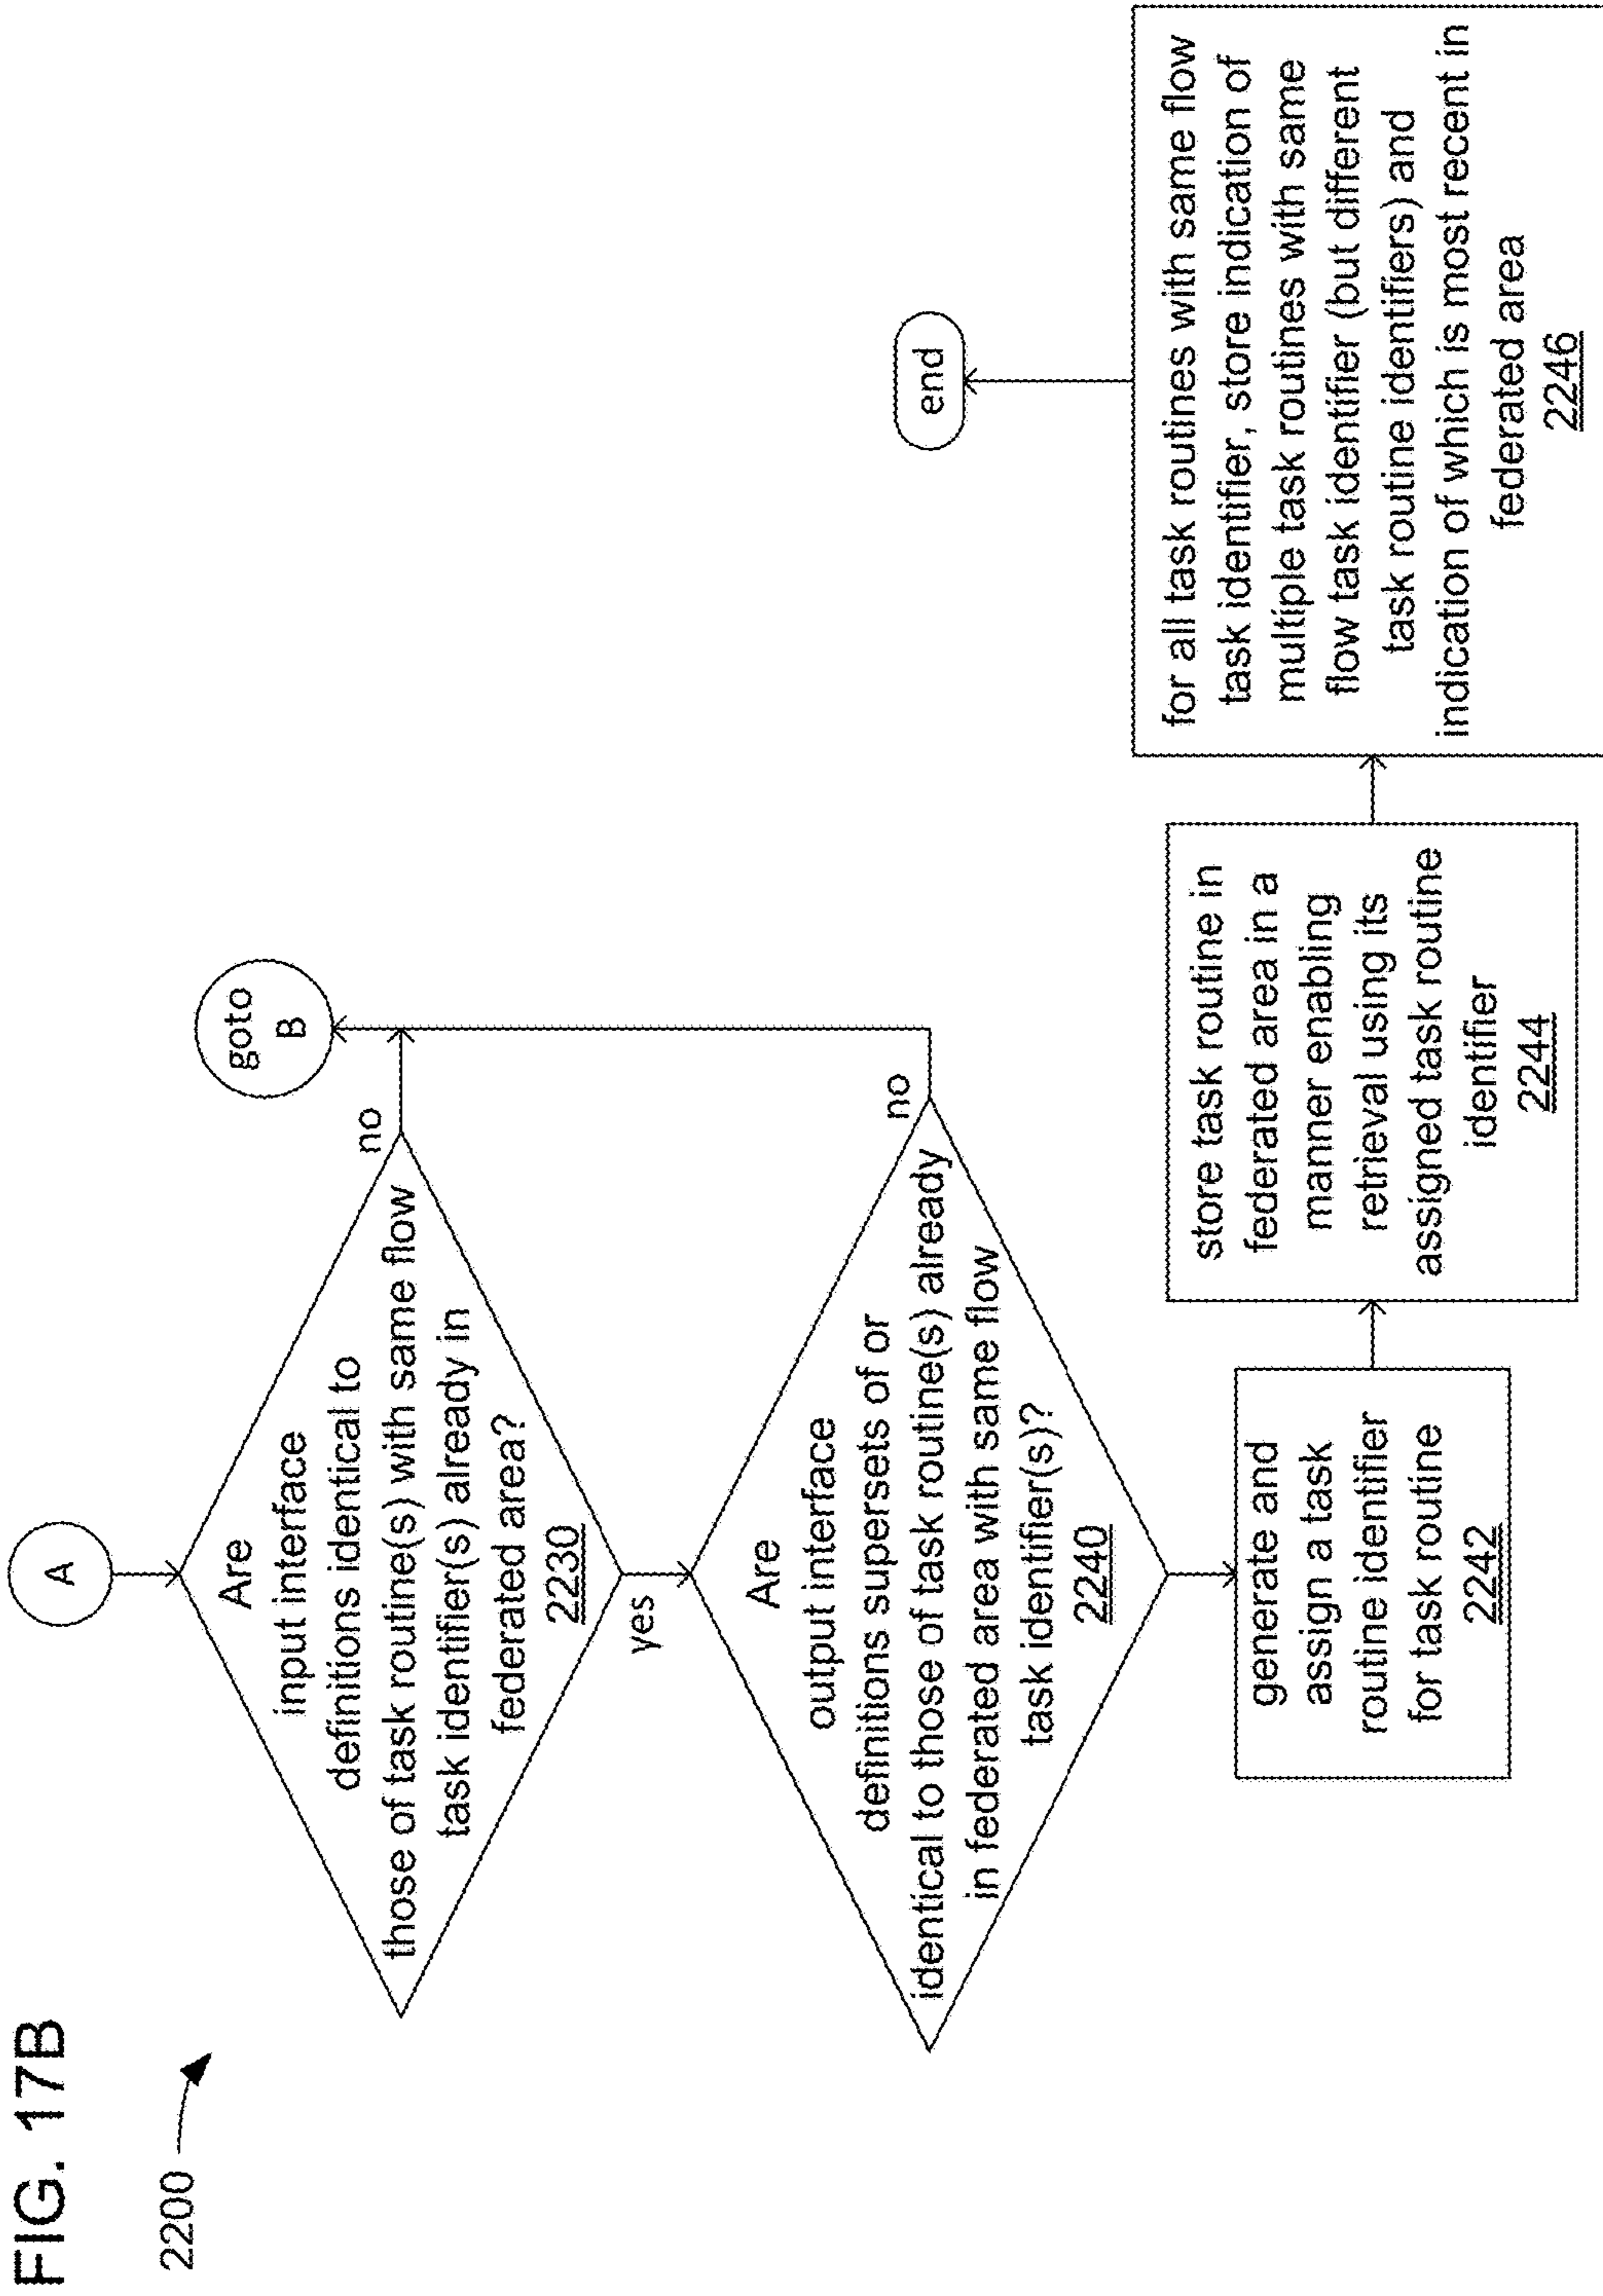 FIG. 17B
2200
A
Are
input interface
definitions identical to
those of task routine(s) with same flow
task identifier(s) already in
federated area?
2230
no
goto
B
yes
Are
output interface
definitions supersets of or
identical to those of task routine(s) already
in federated area with same flow
task identifier(s)?
2240
no
generate and
assign a task
routine identifier
for task routine
2242
store task routine in
federated area in a
manner enabling
retrieval using its
assigned task routine
identifier
2244
for all task routines with same flow
task identifier, store indication of
multiple task routines with same
flow task identifier (but different
task routine identifiers) and
indication of which is most recent in
federated area
2246
end